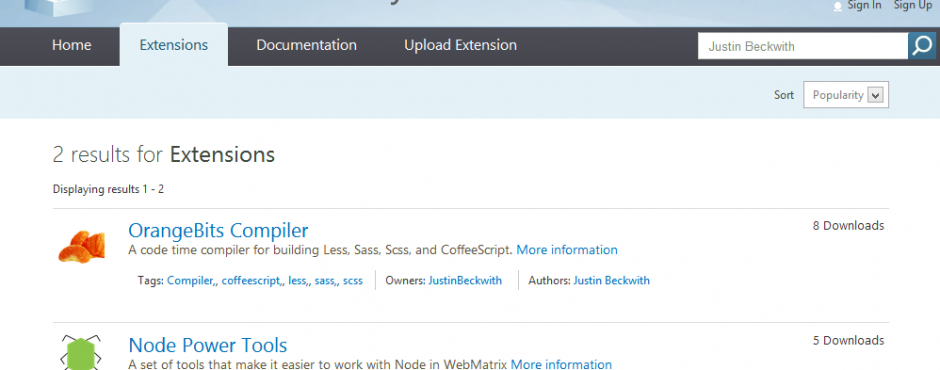 Sign In Sign Up
Home Extensions Documentation Upload Extension Justin Beckwith
Sort Popularity
2 results for Extensions
Displaying results 1 - 2
OrangeBits Compiler 8 Downloads
A code time compiler for building Less, Sass, Scss, and CoffeeScript. More information
Tags: Compiler,, coffeescript,, less,, sass,, scss Owners: JustinBeckwith Authors: Justin Beckwith
Node Power Tools 5 Downloads
A set of tools that make it easier to work with Node in WebMatrix More information